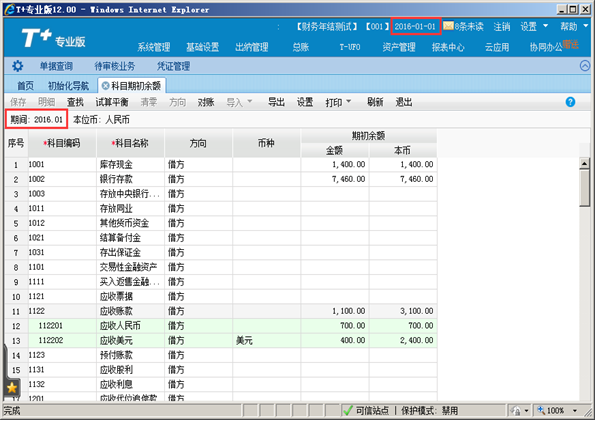 T+专业版12.00 - Windows Internet Explorer
T+ 专业版
【财务年结测试】 【001】 2016-01-01 8条未读 注销 设置 帮助
系统管理 基础设置 出纳管理 总账 T-UFO 资产管理 报表中心 云应用 协同办公
单据查询 待审核业务 凭证管理
首页 初始化导航 科目期初余额
保存 明细 查找 试算平衡 清零 方向 对账 导入 导出 设置 打印 刷新 退出
期间: 2016.01 本位币: 人民币
序号 *科目编码 *科目名称 方向 币种 期初余额
金额 本币
1 1001 库存现金 借方 1,400.00 1,400.00
2 1002 银行存款 借方 7,460.00 7,460.00
3 1003 存放中央银行... 借方
4 1011 存放同业 借方
5 1012 其他货币资金 借方
6 1021 结算备付金 借方
7 1031 存出保证金 借方
8 1101 交易性金融资产 借方
9 1111 买入返售金融... 借方
10 1121 应收票据 借方
11 1122 应收账款 借方 1,100.00 3,100.00
12 112201 应收人民币 借方 700.00 700.00
13 112202 应收美元 借方 美元 400.00 2,400.00
14 1123 预付账款 借方
15 1131 应收股利 借方
16 1132 应收利息 借方
17 1201 应收代位追偿款 借方
完成 可信站点 | 保护模式: 禁用 100%